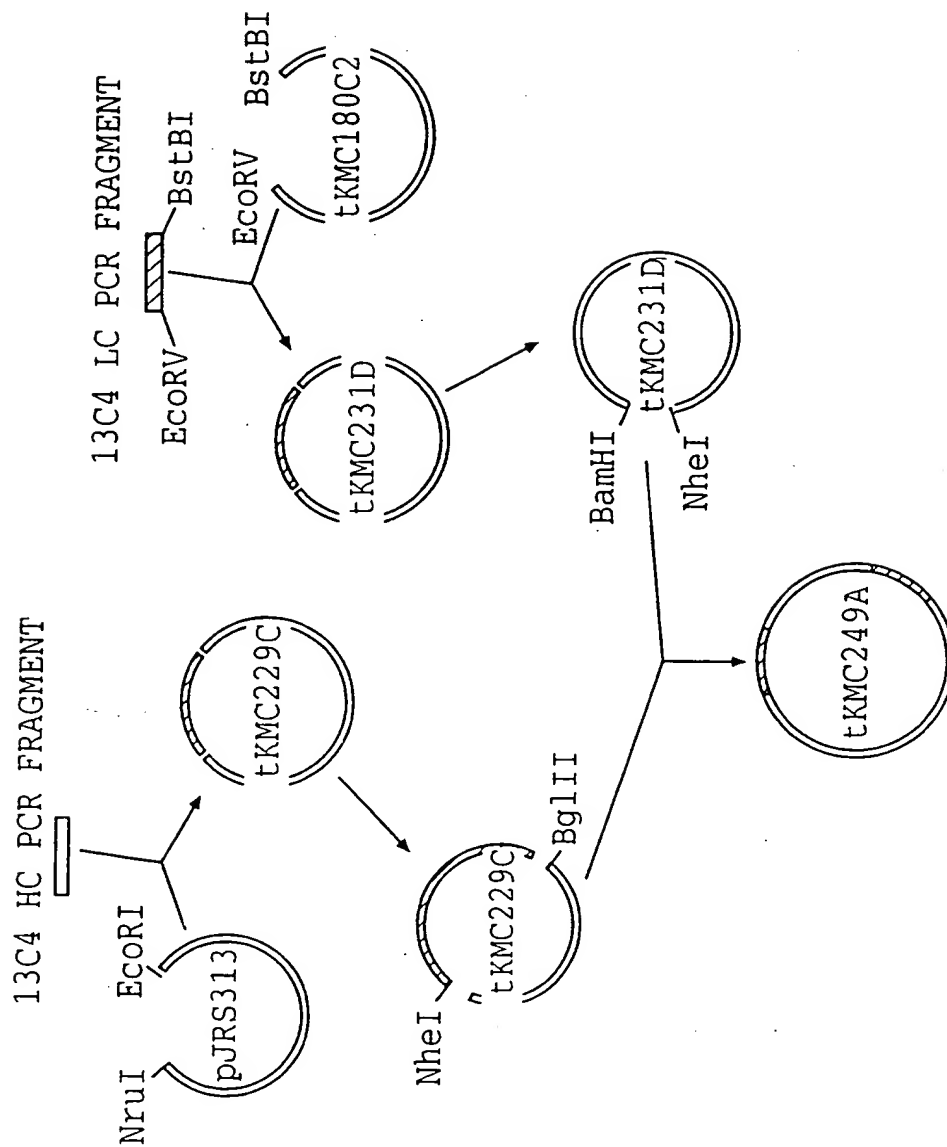 13C4 HC PCR FRAGMENT
NruI
EcoRI
pJRS313
tKMC229C
NheI
tKMC229C
BglII
13C4 LC PCR FRAGMENT
EcoRV
BstBI
EcoRV
BstBI
tKMC180C2
tKMC231D
BamHI
NheI
tKMC231D
tKMC249A